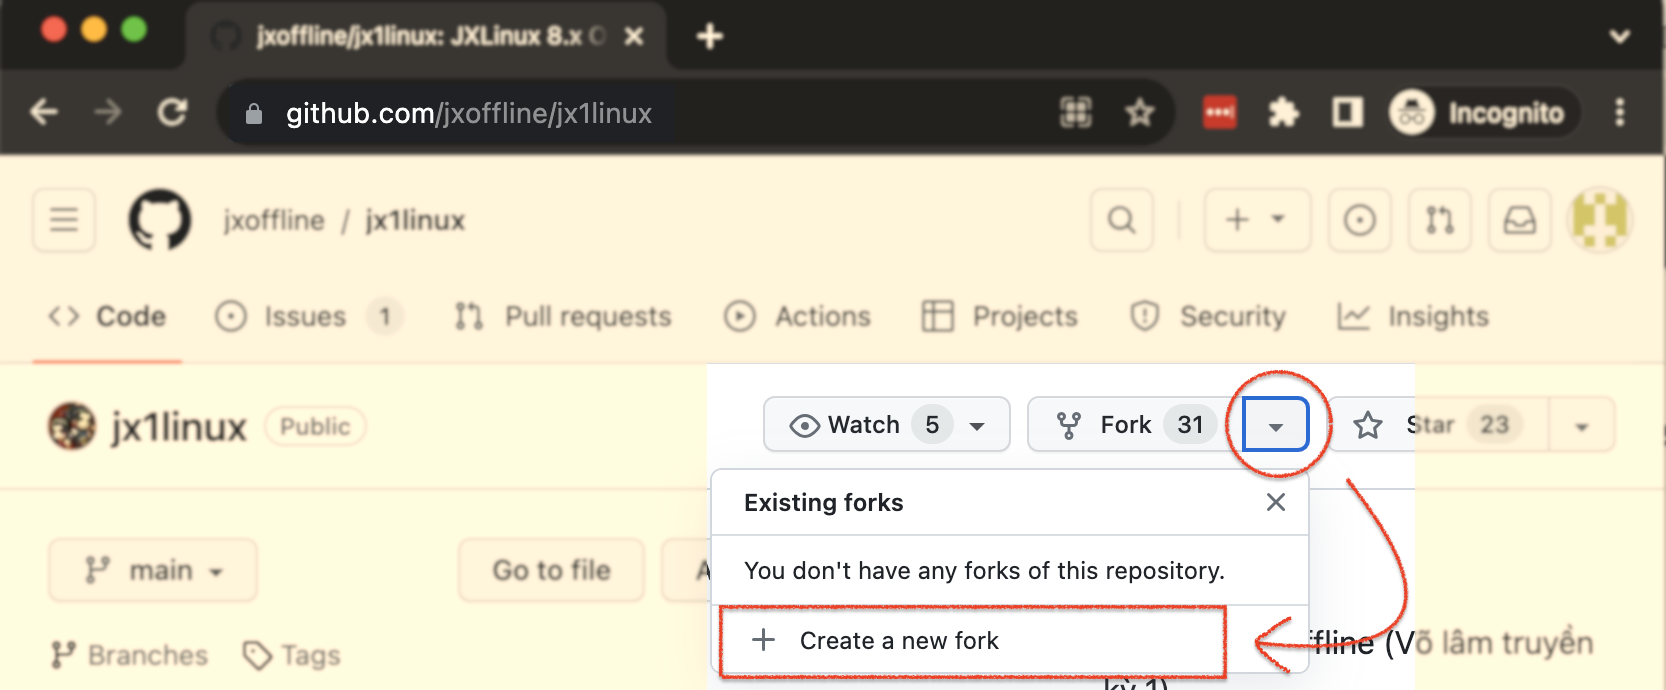 jxoffline/jx1linux: JXLinux 8.x
github.com/jxoffline/jx1linux
Incognito
jxoffline / jx1linux
Code
Issues 1
Pull requests
Actions
Projects
Security
Insights
jx1linux Public
Watch 5
Fork 31
Star 23
Existing forks
main
Go to file
You don't have any forks of this repository.
Create a new fork
Branches
Tags
ffline (Võ lâm truyền
kỳ 1)